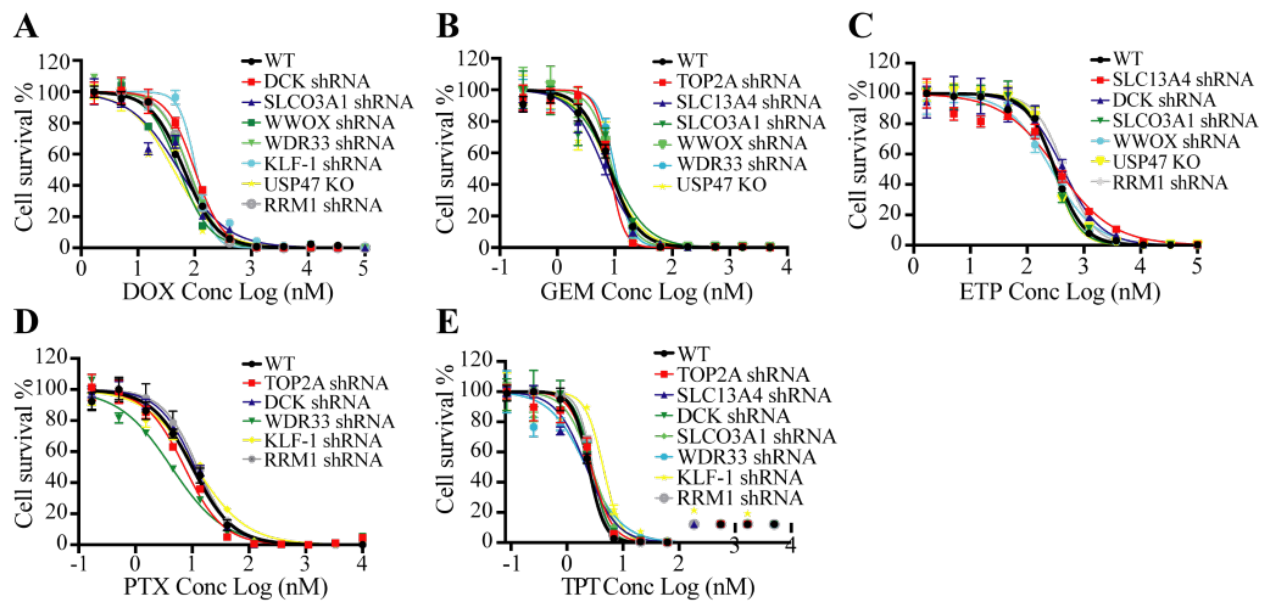 A
Cell survival %
120
100
80
60
40
20
0
0
1
2
3
4
5
DOX Conc Log (nM)
WT
DCK shRNA
SLCO3A1 shRNA
WWOX shRNA
WDR33 shRNA
KLF-1 shRNA
USP47 KO
RRM1 shRNA
B
Cell survival %
120
100
80
60
40
20
0
-1
0
1
2
3
4
GEM Conc Log (nM)
WT
TOP2A shRNA
SLC13A4 shRNA
SLCO3A1 shRNA
WWOX shRNA
WDR33 shRNA
USP47 KO
C
Cell survival %
120
100
80
60
40
20
0
0
1
2
3
4
5
ETP Conc Log (nM)
WT
SLC13A4 shRNA
DCK shRNA
SLCO3A1 shRNA
WWOX shRNA
USP47 KO
RRM1 shRNA
D
Cell survival %
120
100
80
60
40
20
0
-1
0
1
2
3
4
PTX Conc Log (nM)
WT
TOP2A shRNA
DCK shRNA
WDR33 shRNA
KLF-1 shRNA
RRM1 shRNA
E
Cell survival %
120
100
80
60
40
20
0
-1
0
1
2
3
4
TPT Conc Log (nM)
WT
TOP2A shRNA
SLC13A4 shRNA
DCK shRNA
SLCO3A1 shRNA
WDR33 shRNA
KLF-1 shRNA
RRM1 shRNA